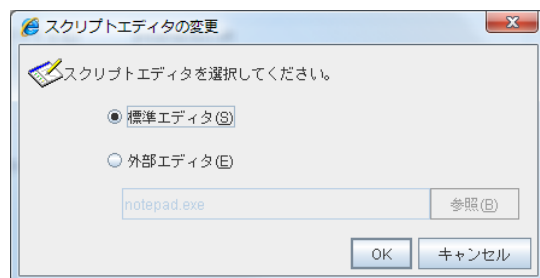 スクリプトエディタの変更
スクリプトエディタを選択してください。
標準エディタ(S)
外部エディタ(E)
notepad.exe 参照(B)
OK キャンセル